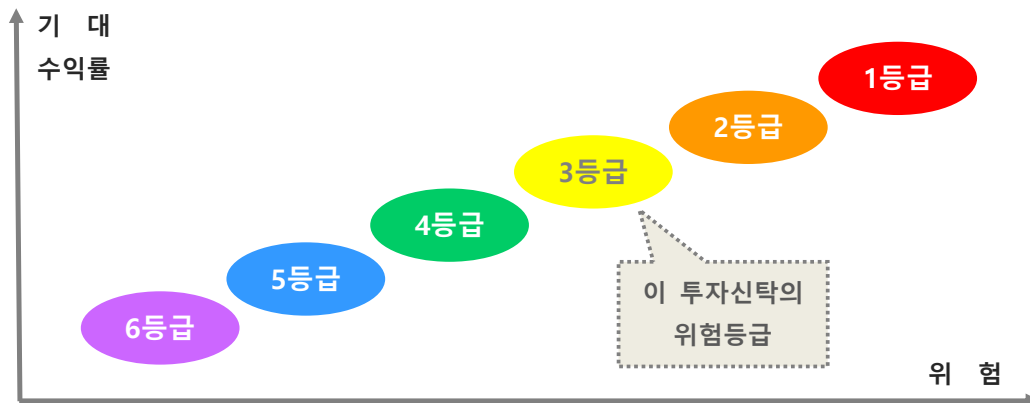 기 대
수익률
1등급
2등급
3등급
4등급
5등급
6등급
이 투자신탁의
위험등급
위 험